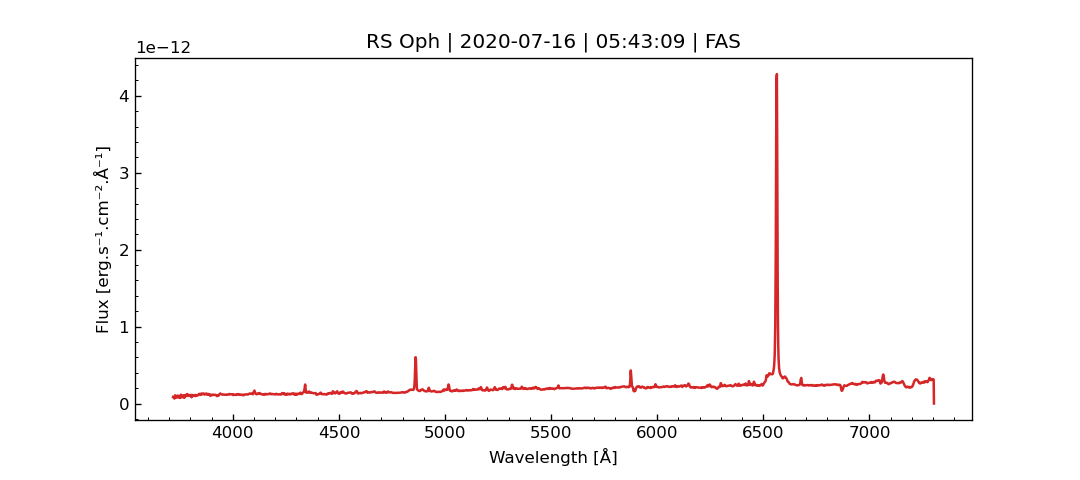 RS Oph | 2020-07-16 | 05:43:09 | FAS
1e−12
4
3
2
1
0
Flux [erg.s⁻¹.cm⁻².Å⁻¹]
4000 4500 5000 5500 6000 6500 7000
Wavelength [Å]